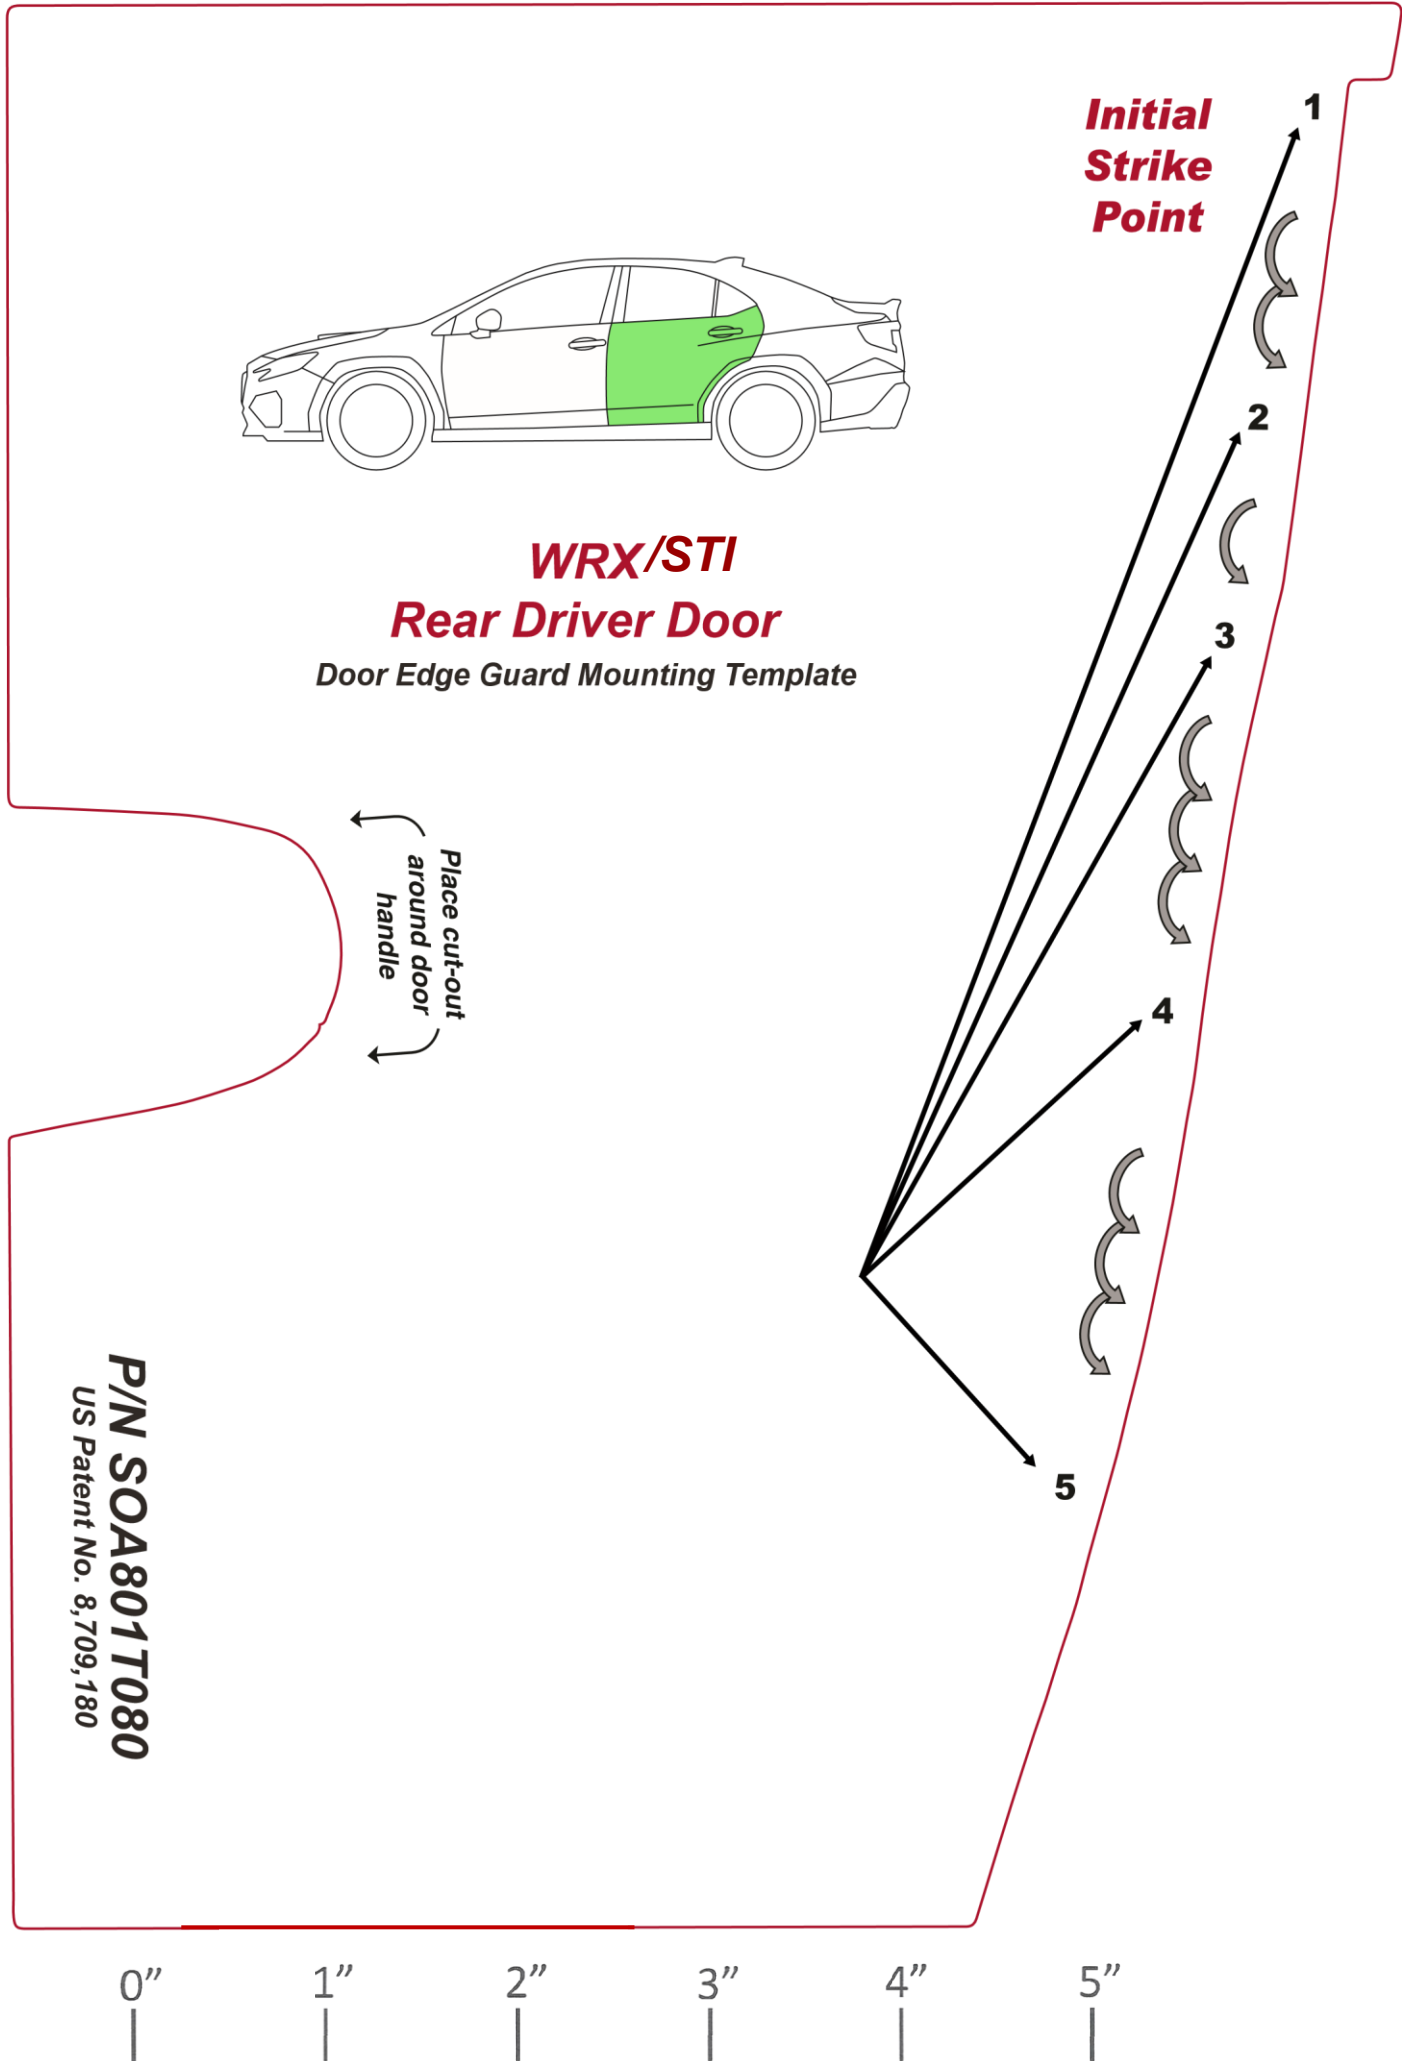 Initial
Strike
Point
1
2
WRX/STI
Rear Driver Door
Door Edge Guard Mounting Template
3
Place cut-out
around door
handle
4
5
P/N SOA801T080
US Patent No. 8,709,180
0” 1” 2” 3” 4” 5”